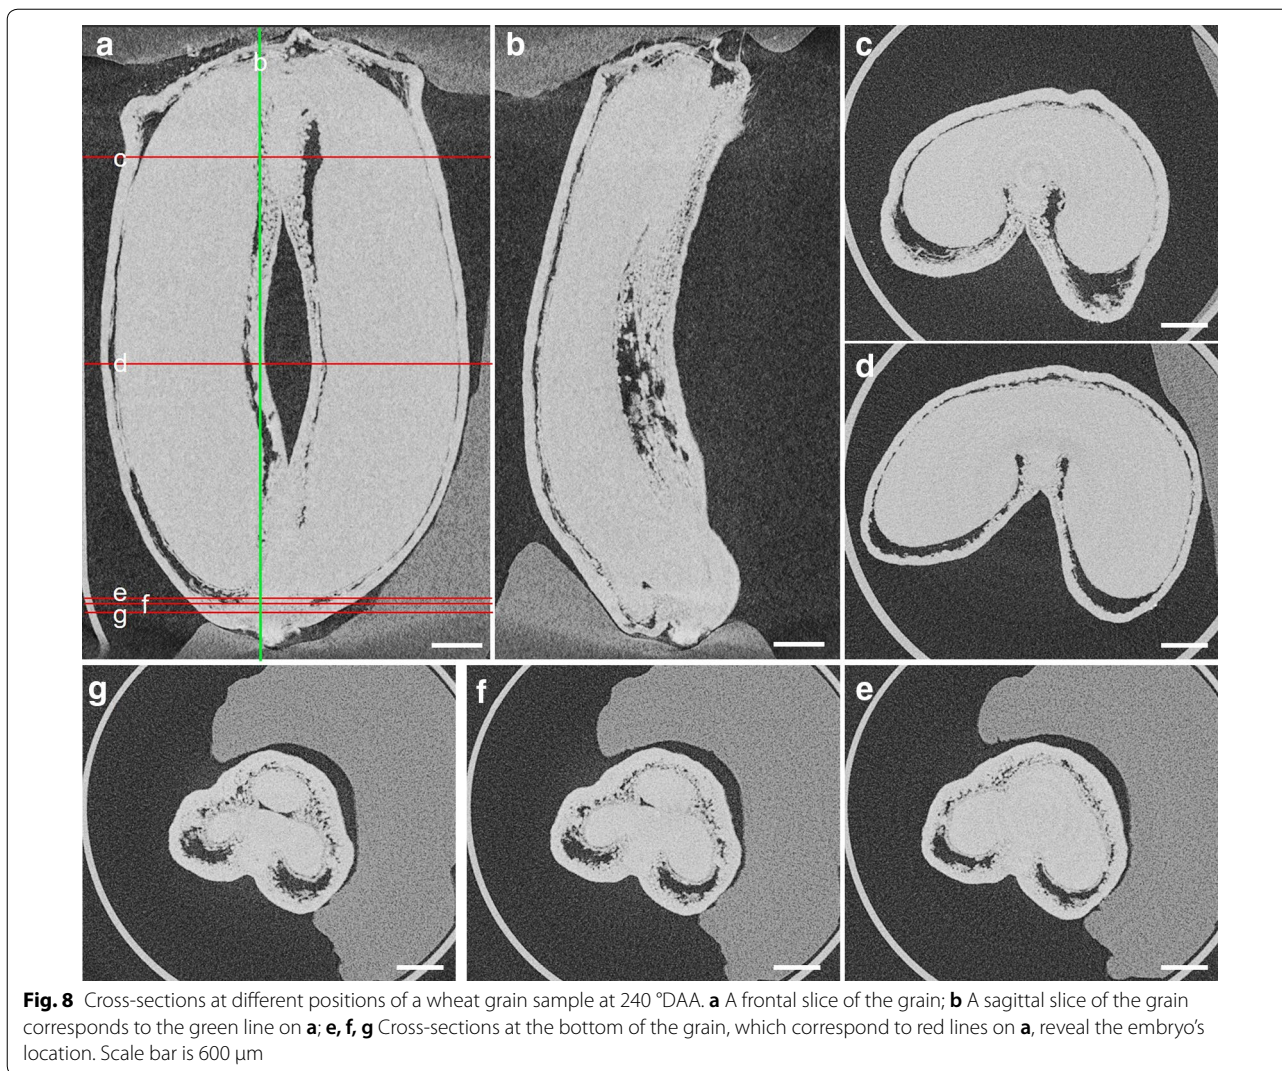 a
b
b
c
c
d
d
e
f
g
g
f
e
Fig. 8 Cross-sections at different positions of a wheat grain sample at 240 °DAA. a A frontal slice of the grain; b A sagittal slice of the grain
corresponds to the green line on a; e, f, g Cross-sections at the bottom of the grain, which correspond to red lines on a, reveal the embryo's
location. Scale bar is 600 µm